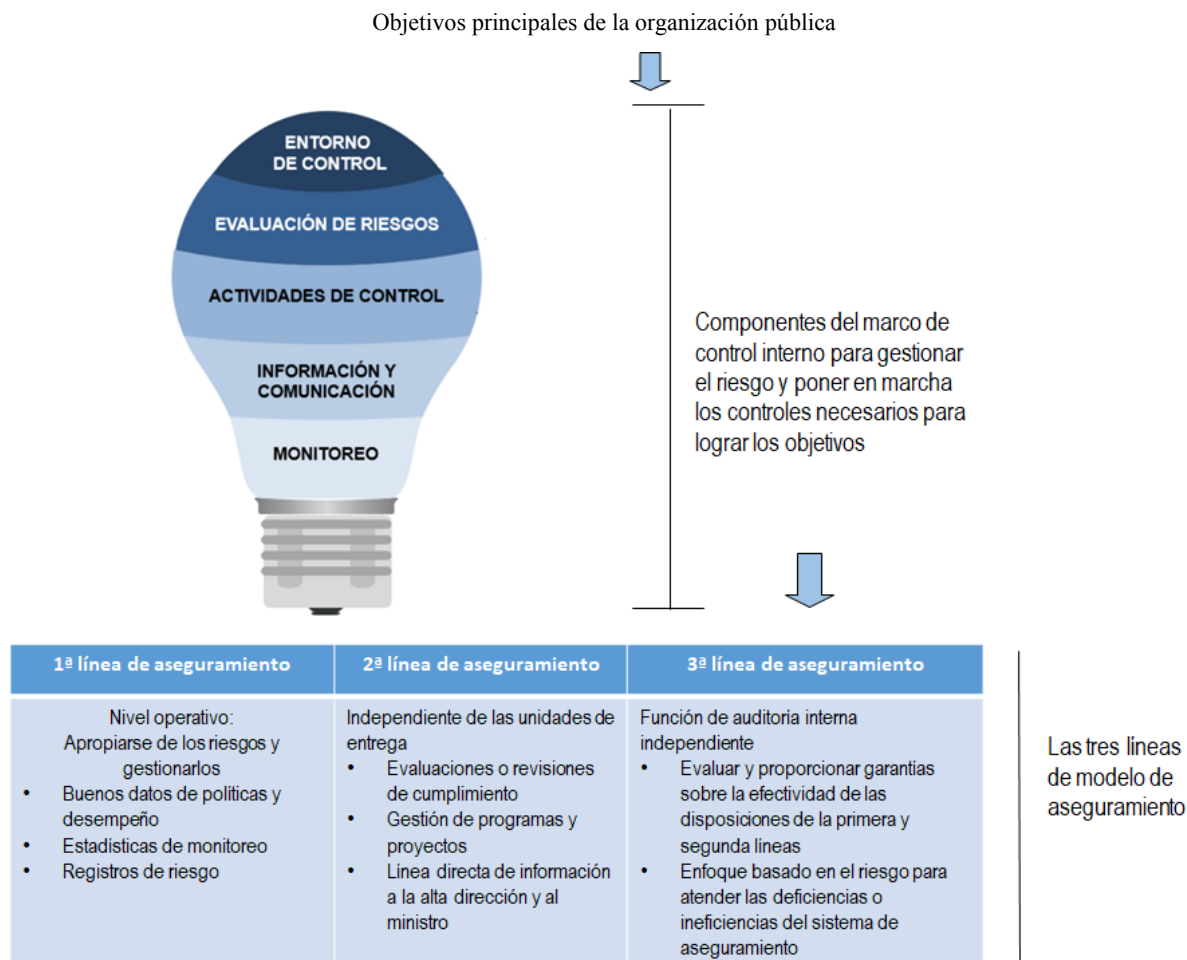 Objetivos principales de la organización pública
ENTORNO
DE CONTROL
EVALUACIÓN DE RIESGOS
ACTIVIDADES DE CONTROL
INFORMACIÓN Y
COMUNICACIÓN
MONITOREO
Componentes del marco de
control interno para gestionar
el riesgo y poner en marcha
los controles necesarios para
lograr los objetivos
1ª línea de aseguramiento
Nivel operativo:
Apropiarse de los riesgos y
gestionarlos
• Buenos datos de políticas y
desempeño
• Estadísticas de monitoreo
• Registros de riesgo
2ª línea de aseguramiento
Independiente de las unidades de
entrega
• Evaluaciones o revisiones
de cumplimiento
• Gestión de programas y
proyectos
• Línea directa de información
a la alta dirección y al
ministro
3ª línea de aseguramiento
Función de auditoría interna
independiente
• Evaluar y proporcionar garantías
sobre la efectividad de las
disposiciones de la primera y
segunda líneas
• Enfoque basado en el riesgo para
atender las deficiencias o
ineficiencias del sistema de
aseguramiento
Las tres lineas
de modelo de
aseguramiento